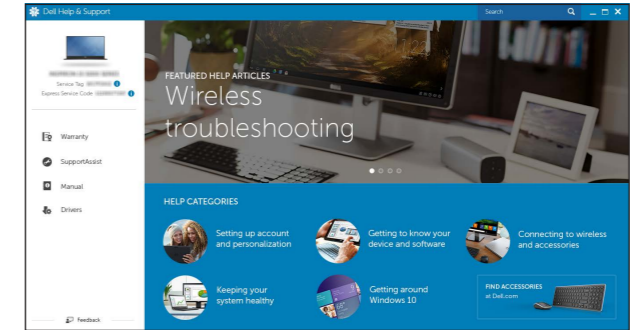 Dell Help & Support
Search
Service Tag:
Express Service Code:
Warranty
SupportAssist
Manual
Drivers
Feedback
FEATURED HELP ARTICLES
Wireless
troubleshooting
HELP CATEGORIES
Setting up account
and personalization
Getting to know your
device and software
Connecting to wireless
and accessories
Keeping your
system healthy
Getting around
Windows 10
FIND ACCESSORIES
at Dell.com